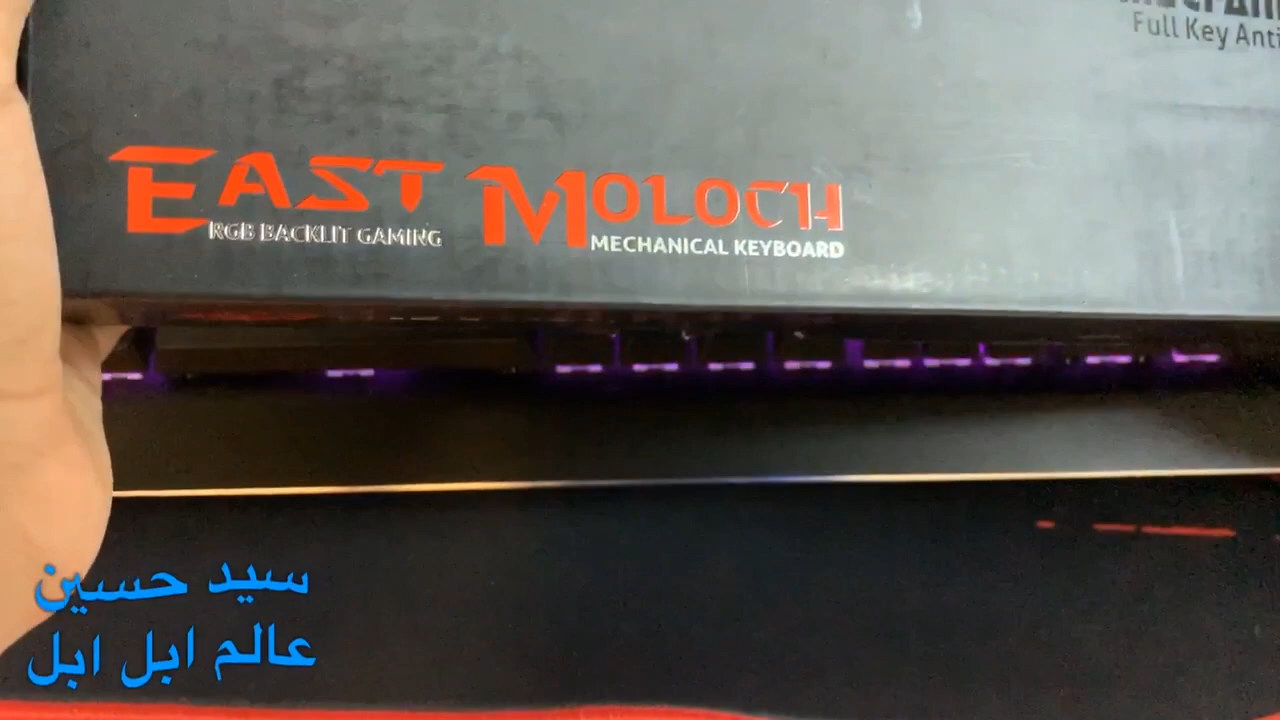 Full Key Anti
EAST MOLOCH
RGB BACKLIT GAMING
MECHANICAL KEYBOARD
سيد حسين
عالم ابل ابل